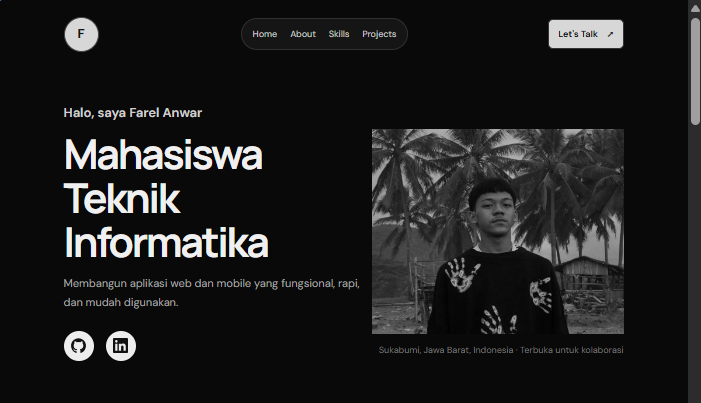 F
Home
About
Skills
Projects
Let's Talk ↗
Halo, saya Farel Anwar
Mahasiswa
Teknik
Informatika
Membangun aplikasi web dan mobile yang fungsional, rapi,
dan mudah digunakan.
in
Sukabumi, Jawa Barat, Indonesia · Terbuka untuk kolaborasi